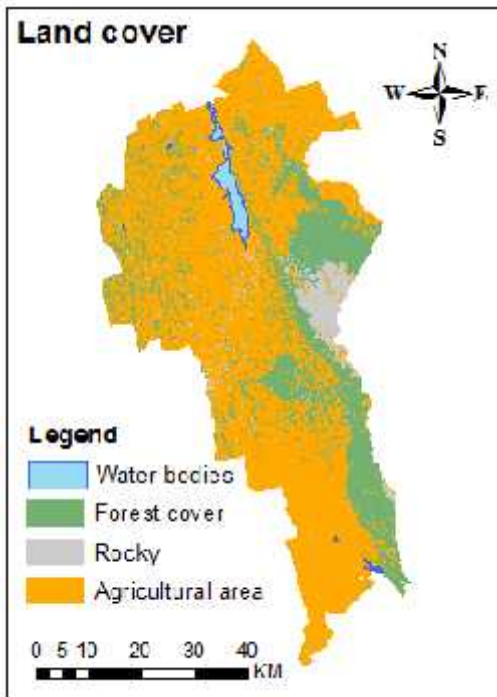 Land cover
N
W E
S
Legend
Water bodies
Forest cover
Rocky
Agricultural area
0 5 10 20 30 40
KM